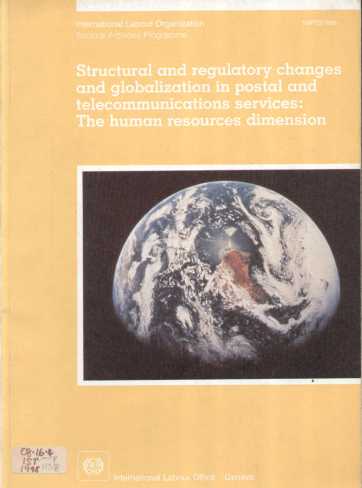 International Labour Organization
Sectoral Activities Programme
Structural and regulatory changes
and globalization in postal and
telecommunications services:
The human resources dimension
International Labour Office Geneva